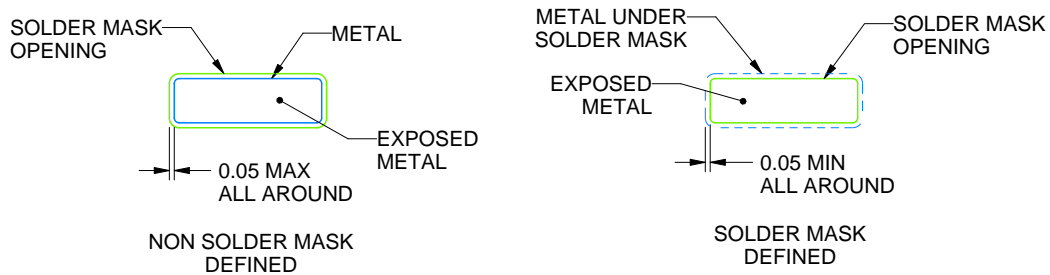 SOLDER MASK
OPENING
METAL
EXPOSED
METAL
0.05 MAX
ALL AROUND
NON SOLDER MASK
DEFINED
METAL UNDER
SOLDER MASK
SOLDER MASK
OPENING
EXPOSED
METAL
0.05 MIN
ALL AROUND
SOLDER MASK
DEFINED